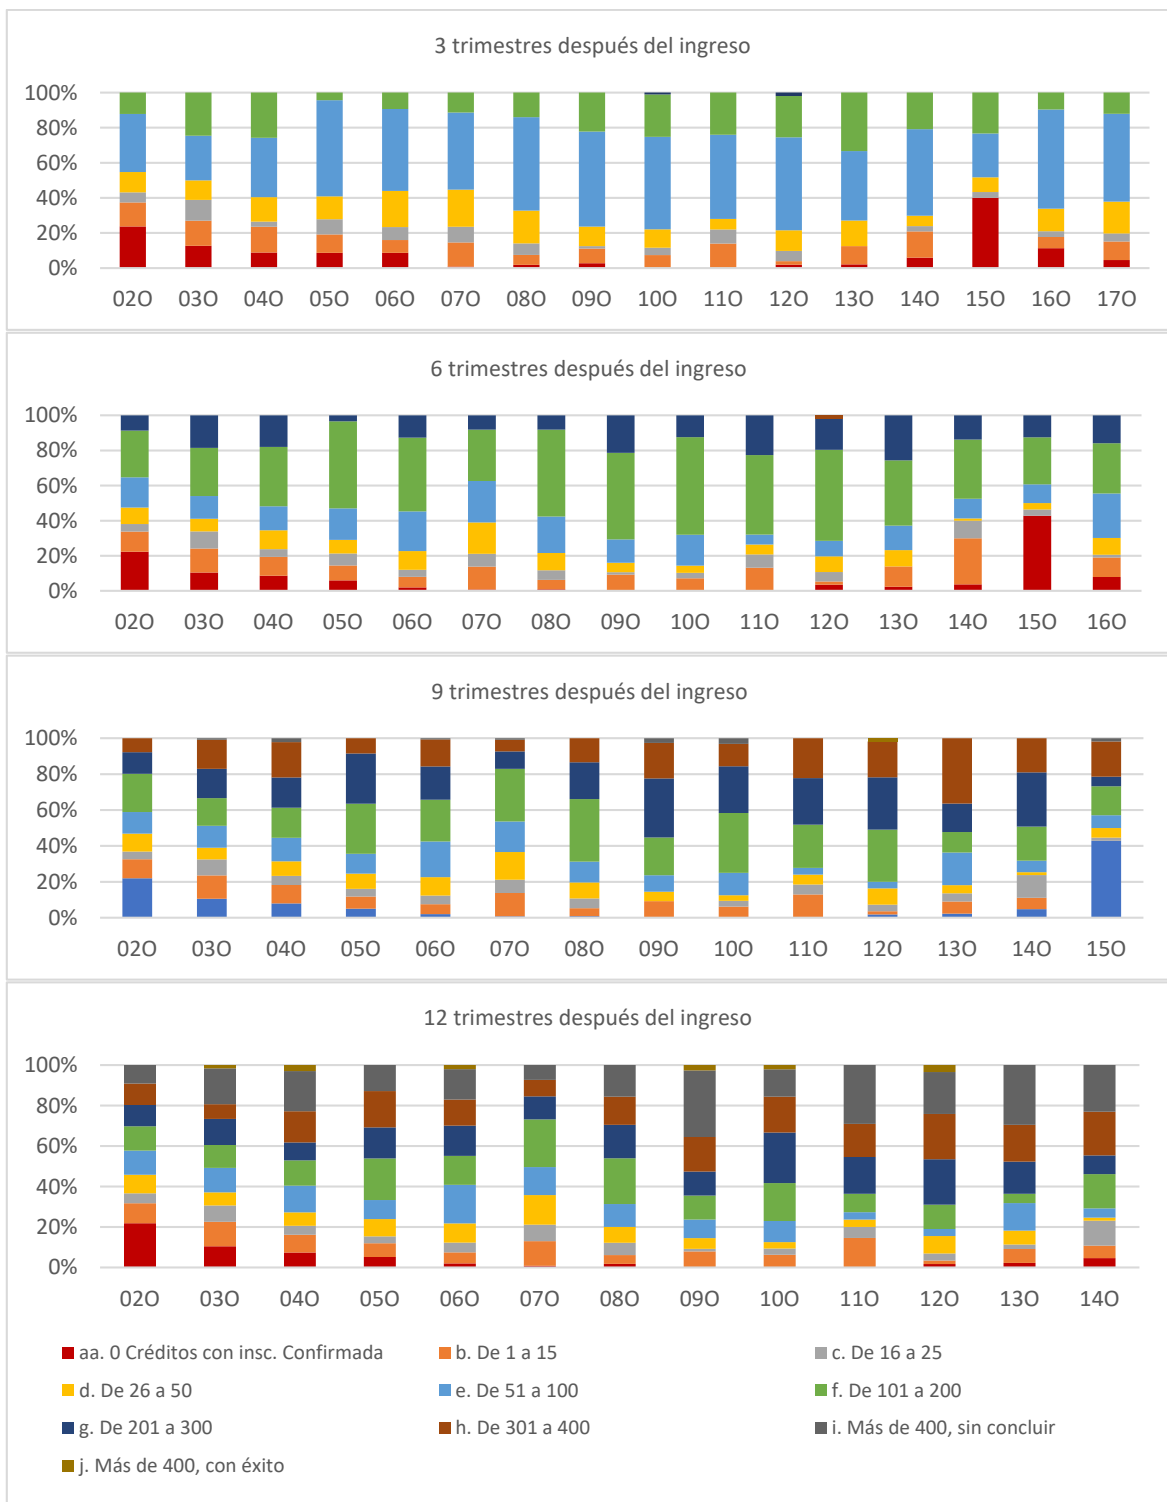 3 trimestres después del ingreso
100%
80%
60%
40%
20%
0%
02O 03O 04O 05O 06O 07O 08O 09O 10O 11O 12O 13O 14O 15O 16O 17O
6 trimestres después del ingreso
100%
80%
60%
40%
20%
0%
02O 03O 04O 05O 06O 07O 08O 09O 10O 11O 12O 13O 14O 15O 16O
9 trimestres después del ingreso
100%
80%
60%
40%
20%
0%
02O 03O 04O 05O 06O 07O 08O 09O 10O 11O 12O 13O 14O 15O
12 trimestres después del ingreso
100%
80%
60%
40%
20%
0%
02O 03O 04O 05O 06O 07O 08O 09O 10O 11O 12O 13O 14O
aa. 0 Créditos con insc. Confirmada b. De 1 a 15 c. De 16 a 25
d. De 26 a 50 e. De 51 a 100 f. De 101 a 200
g. De 201 a 300 h. De 301 a 400 i. Más de 400, sin concluir
j. Más de 400, con éxito